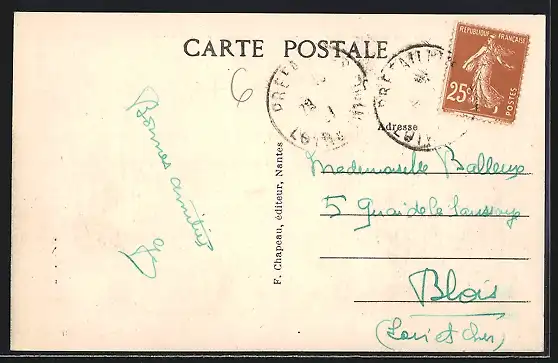 CARTE POSTALE
6
REPUBLIQUE FRANÇAISE
25c
POSTES
PREFAILLES
Adresse
Bonnes amitiés
F. Chapeau, éditeur, Nantes
Mademoiselle Balleux
5 Quai de la Saussaye
Blois
(Loir et Cher)